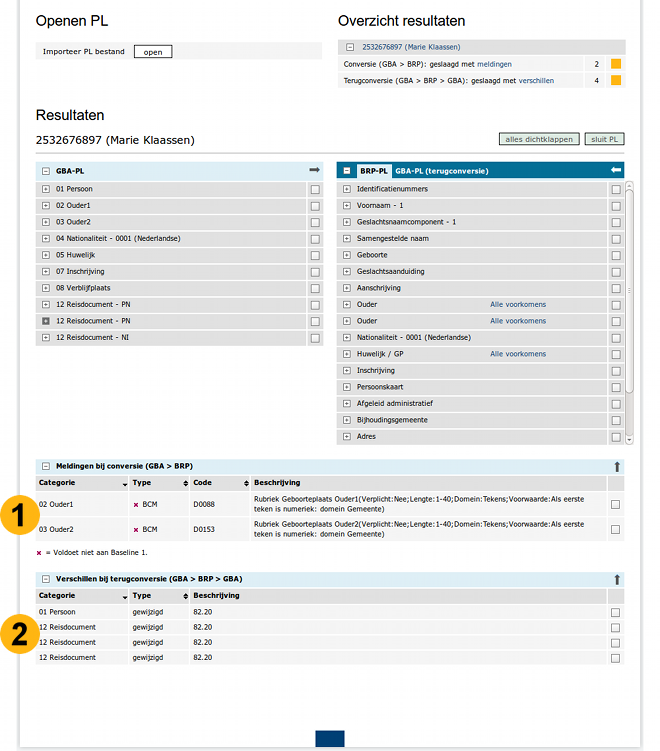 Openen PL
Importeer PL bestand open
Overzicht resultaten
2532676897 (Marie Klaassen)
Conversie (GBA > BRP): geslaagd met meldingen 2
Terugconversie (GBA > BRP > GBA): geslaagd met verschillen 4
Resultaten
2532676897 (Marie Klaassen) alles dichtklappen sluit PL
GBA-PL
01 Persoon
02 Ouder1
03 Ouder2
04 Nationaliteit - 0001 (Nederlandse)
05 Huwelijk
07 Inschrijving
08 Verblijfplaats
12 Reisdocument - PN
12 Reisdocument - PN
12 Reisdocument - NI
BRP-PL GBA-PL (terugconversie)
Identificatienummers
Voornaam - 1
Geslachtsnaamcomponent - 1
Samengestelde naam
Geboorte
Geslachtsaanduiding
Aanschrijving
Ouder Alle voorkomens
Ouder Alle voorkomens
Nationaliteit - 0001 (Nederlandse)
Huwelijk / GP Alle voorkomens
Inschrijving
Persoonskaart
Afgeleid administratief
Bijhoudingsgemeente
Adres
Meldingen bij conversie (GBA > BRP)
Categorie Type Code Beschrijving
1
02 Ouder1 × BCM D0088 Rubriek Geboorteplaats Ouder1(Verplicht:Nee;Lengte:1-40;Domein:Tekens;Voorwaarde:Als eerste
teken is numeriek: domein Gemeente)
03 Ouder2 × BCM D0153 Rubriek Geboorteplaats Ouder2(Verplicht:Nee;Lengte:1-40;Domein:Tekens;Voorwaarde:Als eerste
teken is numeriek: domein Gemeente)
× = Voldoet niet aan Baseline 1.
Verschillen bij terugconversie (GBA > BRP > GBA)
Categorie Type Beschrijving
2
01 Persoon gewijzigd 82.20
12 Reisdocument gewijzigd 82.20
12 Reisdocument gewijzigd 82.20
12 Reisdocument gewijzigd 82.20